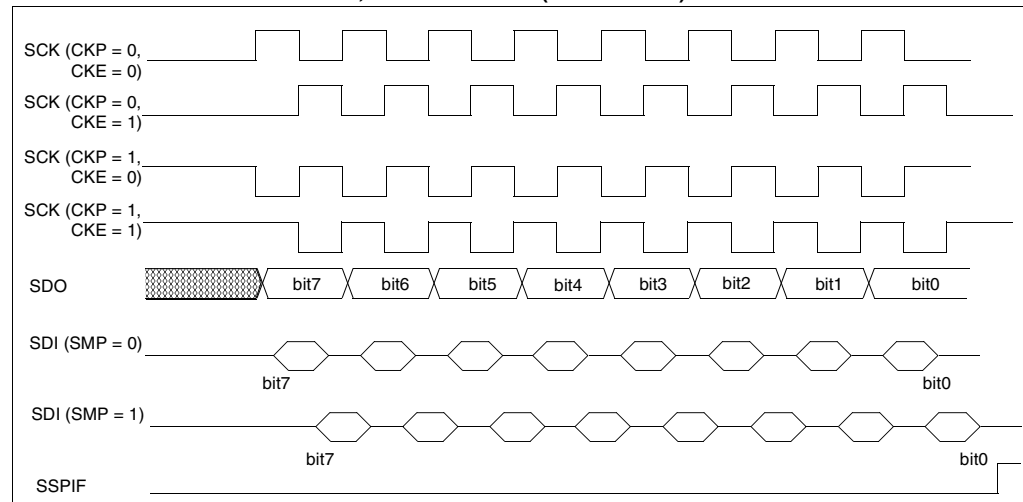 SCK (CKP = 0,
CKE = 0)
SCK (CKP = 0,
CKE = 1)
SCK (CKP = 1,
CKE = 0)
SCK (CKP = 1,
CKE = 1)
SDO bit7 bit6 bit5 bit4 bit3 bit2 bit1 bit0
SDI (SMP = 0)
bit7 bit0
SDI (SMP = 1)
bit7 bit0
SSPIF